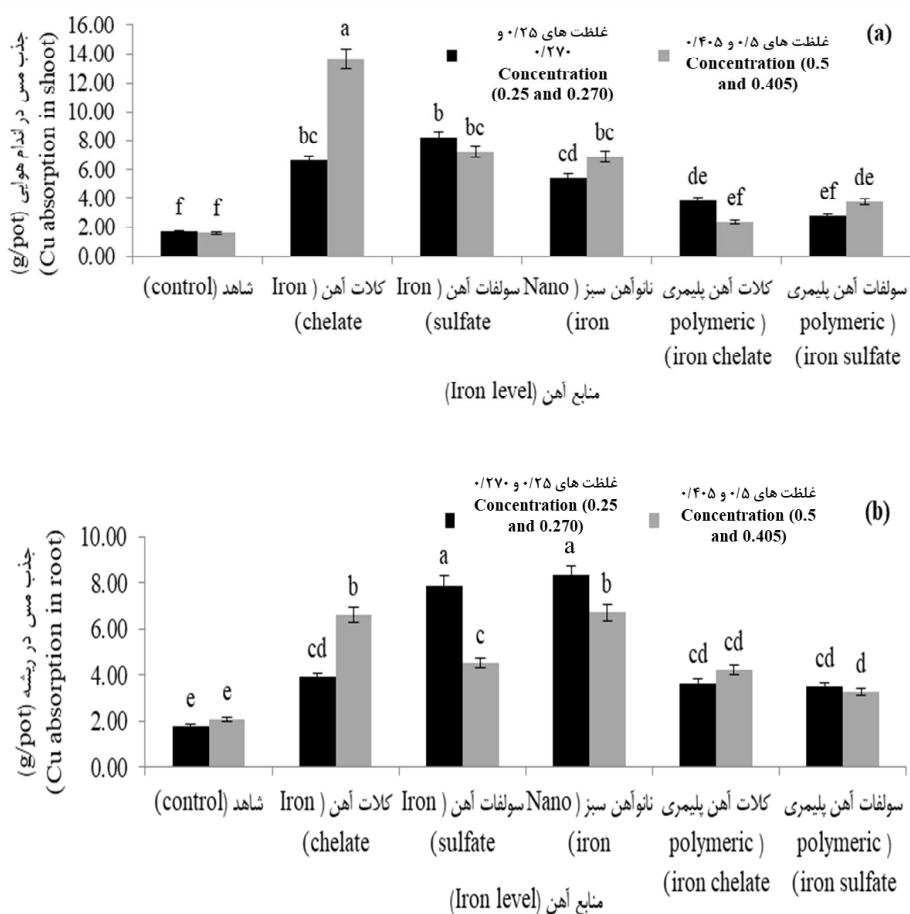 (a)
غلظت های ۰/۲۵ و
۰/۲۷۰
Concentration
(0.25 and 0.270)
غلظت های ۰/۵ و ۰/۴۰۵
Concentration (0.5
and 0.405)
جذب مس در اندام هوایی (g/pot)
(Cu absorption in shoot)
16.00
14.00
12.00
10.00
8.00
6.00
4.00
2.00
0.00
f f bc a b bc cd bc de ef ef de
شاهد (control)
کلات آهن ( Iron
(chelate
سولفات آهن ( Iron
(sulfate
نانوآهن سبز ( Nano
(iron
کلات آهن پلیمری
polymeric )
(iron chelate
سولفات آهن پلیمری
polymeric )
(iron sulfate
منابع آهن (Iron level)
(b)
غلظت های ۰/۲۵ و ۰/۲۷۰
Concentration (0.25
and 0.270)
غلظت های ۰/۵ و ۰/۴۰۵
Concentration (0.5
and 0.405)
جذب مس در ریشه (g/pot)
(Cu absorption in root)
10.00
8.00
6.00
4.00
2.00
0.00
e e cd b a c a b cd cd cd d
شاهد (control)
کلات آهن ( Iron
(chelate
سولفات آهن ( Iron
(sulfate
نانوآهن سبز ( Nano
(iron
کلات آهن پلیمری
polymeric )
(iron chelate
سولفات آهن پلیمری
polymeric )
(iron sulfate
منابع آهن (Iron level)